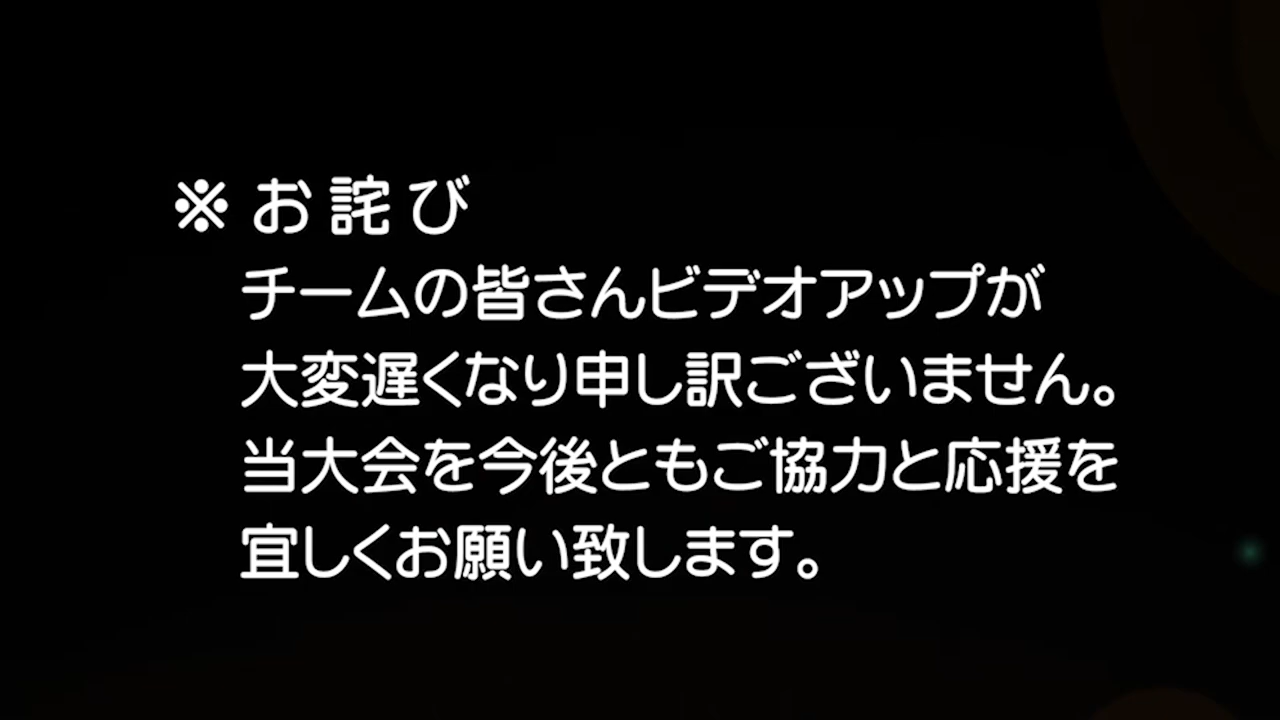 ※ お 詫 び
チームの皆さんビデオアップが
大変遅くなり申し訳ございません。
当大会を今後ともご協力と応援を
宜しくお願い致します。